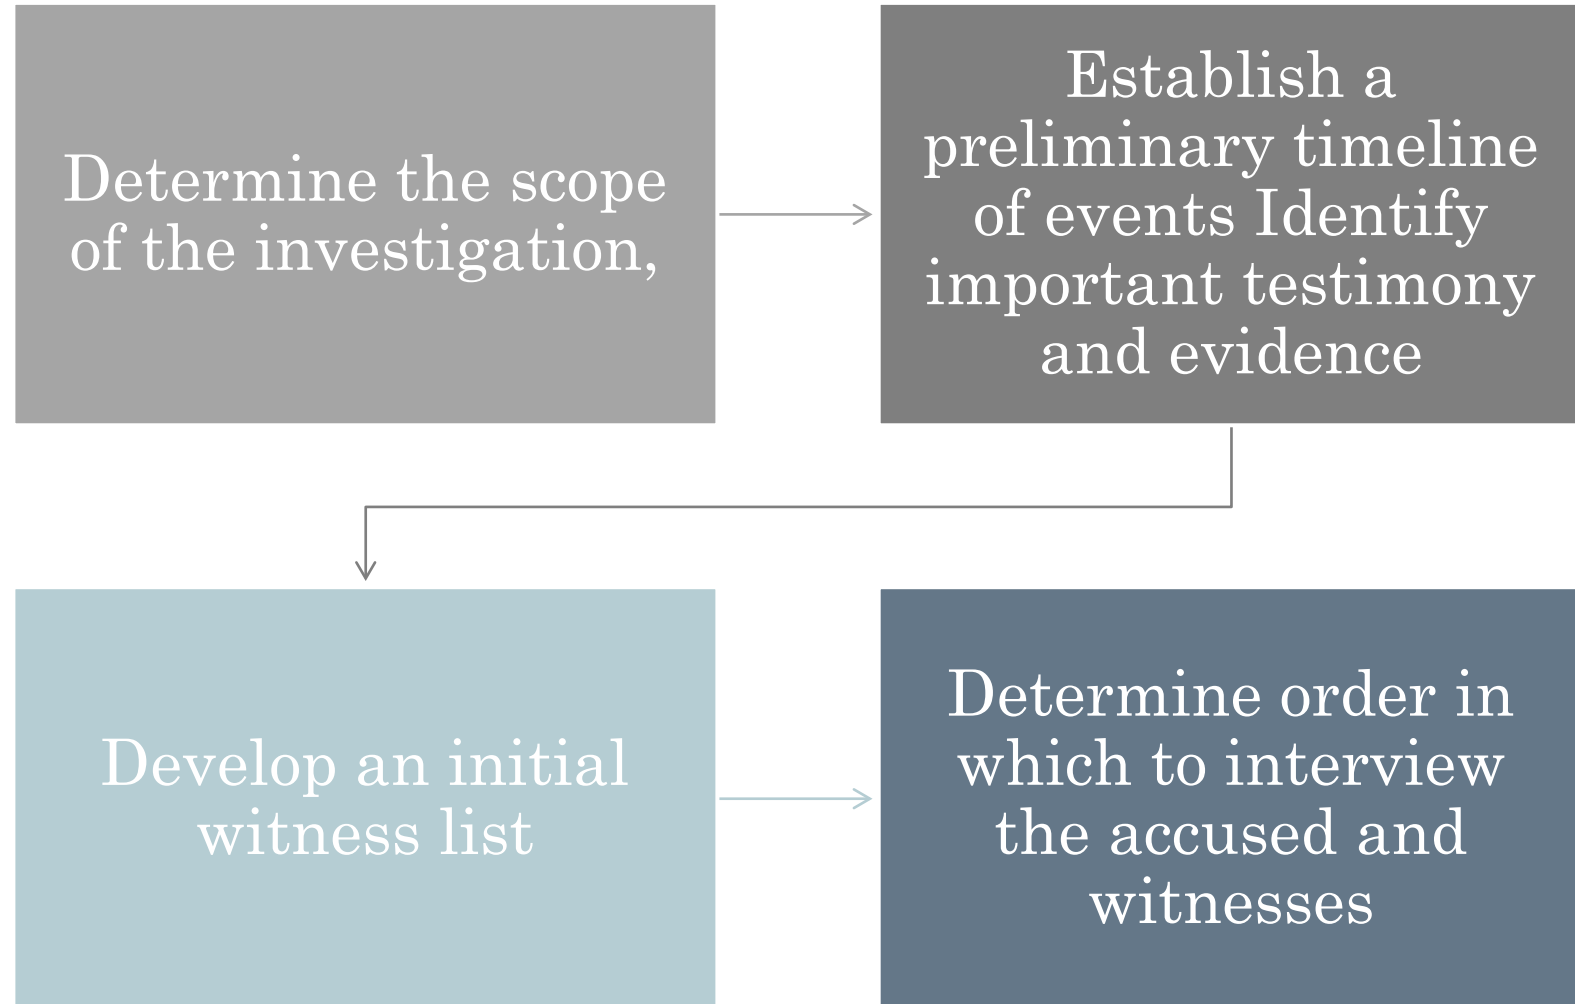 Determine the scope
of the investigation,
Establish a
preliminary timeline
of events Identify
important testimony
and evidence
Develop an initial
witness list
Determine order in
which to interview
the accused and
witnesses